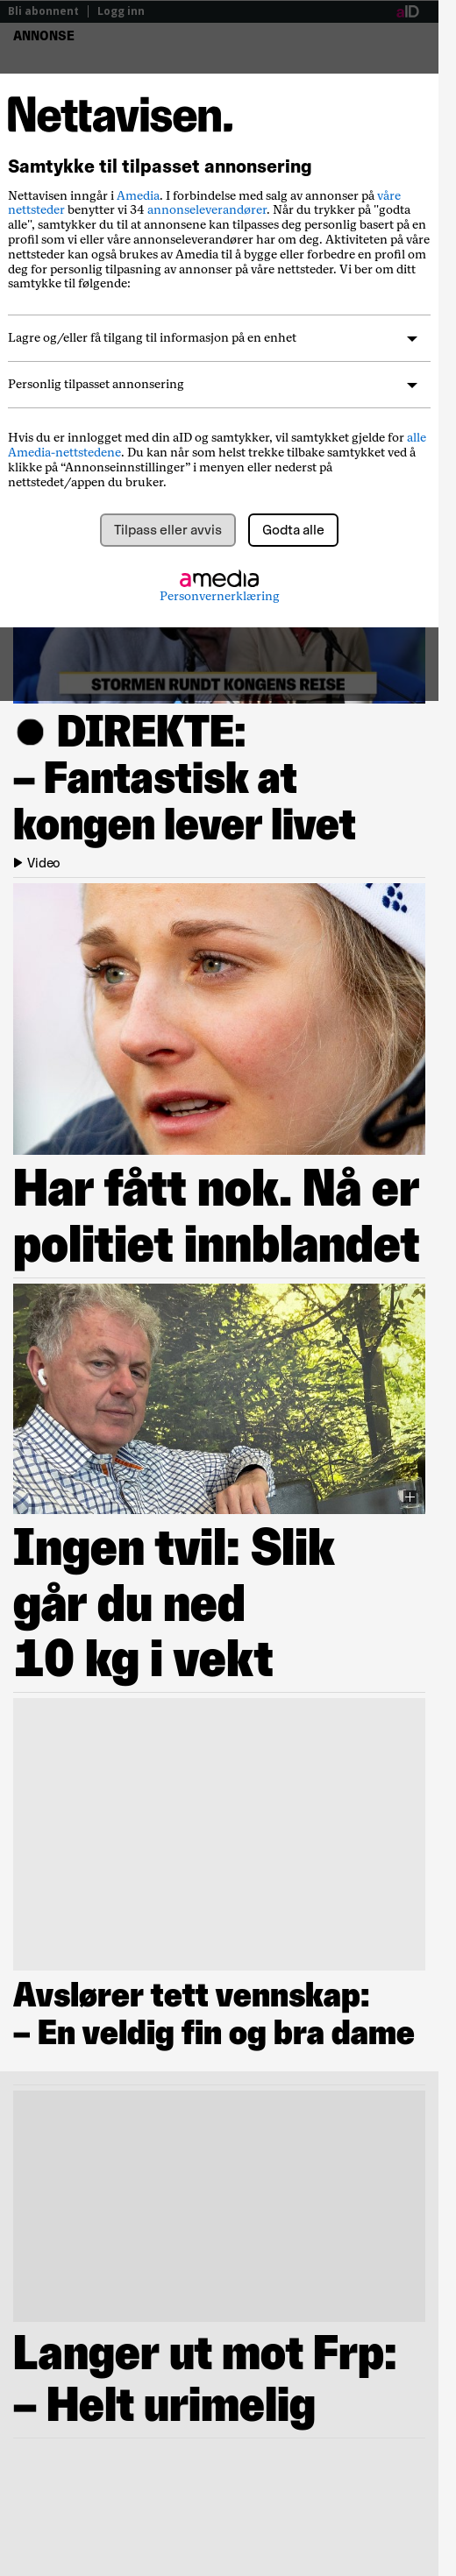 Bli abonnent | Logg inn
aID
ANNONSE
Nettavisen.
Samtykke til tilpasset annonsering
Nettavisen inngår i Amedia. I forbindelse med salg av annonser på våre
nettsteder benytter vi 34 annonseleverandører. Når du trykker på "godta
alle", samtykker du til at annonsene kan tilpasses deg personlig basert på en
profil som vi eller våre annonseleverandører har om deg. Aktiviteten på våre
nettsteder kan også brukes av Amedia til å bygge eller forbedre en profil om
deg for personlig tilpasning av annonser på våre nettsteder. Vi ber om ditt
samtykke til følgende:
Lagre og/eller få tilgang til informasjon på en enhet
Personlig tilpasset annonsering
Hvis du er innlogget med din aID og samtykker, vil samtykket gjelde for alle
Amedia-nettstedene. Du kan når som helst trekke tilbake samtykket ved å
klikke på “Annonseinnstillinger” i menyen eller nederst på
nettstedet/appen du bruker.
Tilpass eller avvis
Godta alle
amedia
Personvernerklæring
STORMEN RUNDT KONGENS REISE
DIREKTE:
– Fantastisk at
kongen lever livet
Video
Har fått nok. Nå er
politiet innblandet
Ingen tvil: Slik
går du ned
10 kg i vekt
Avslører tett vennskap:
– En veldig fin og bra dame
Langer ut mot Frp:
– Helt urimelig